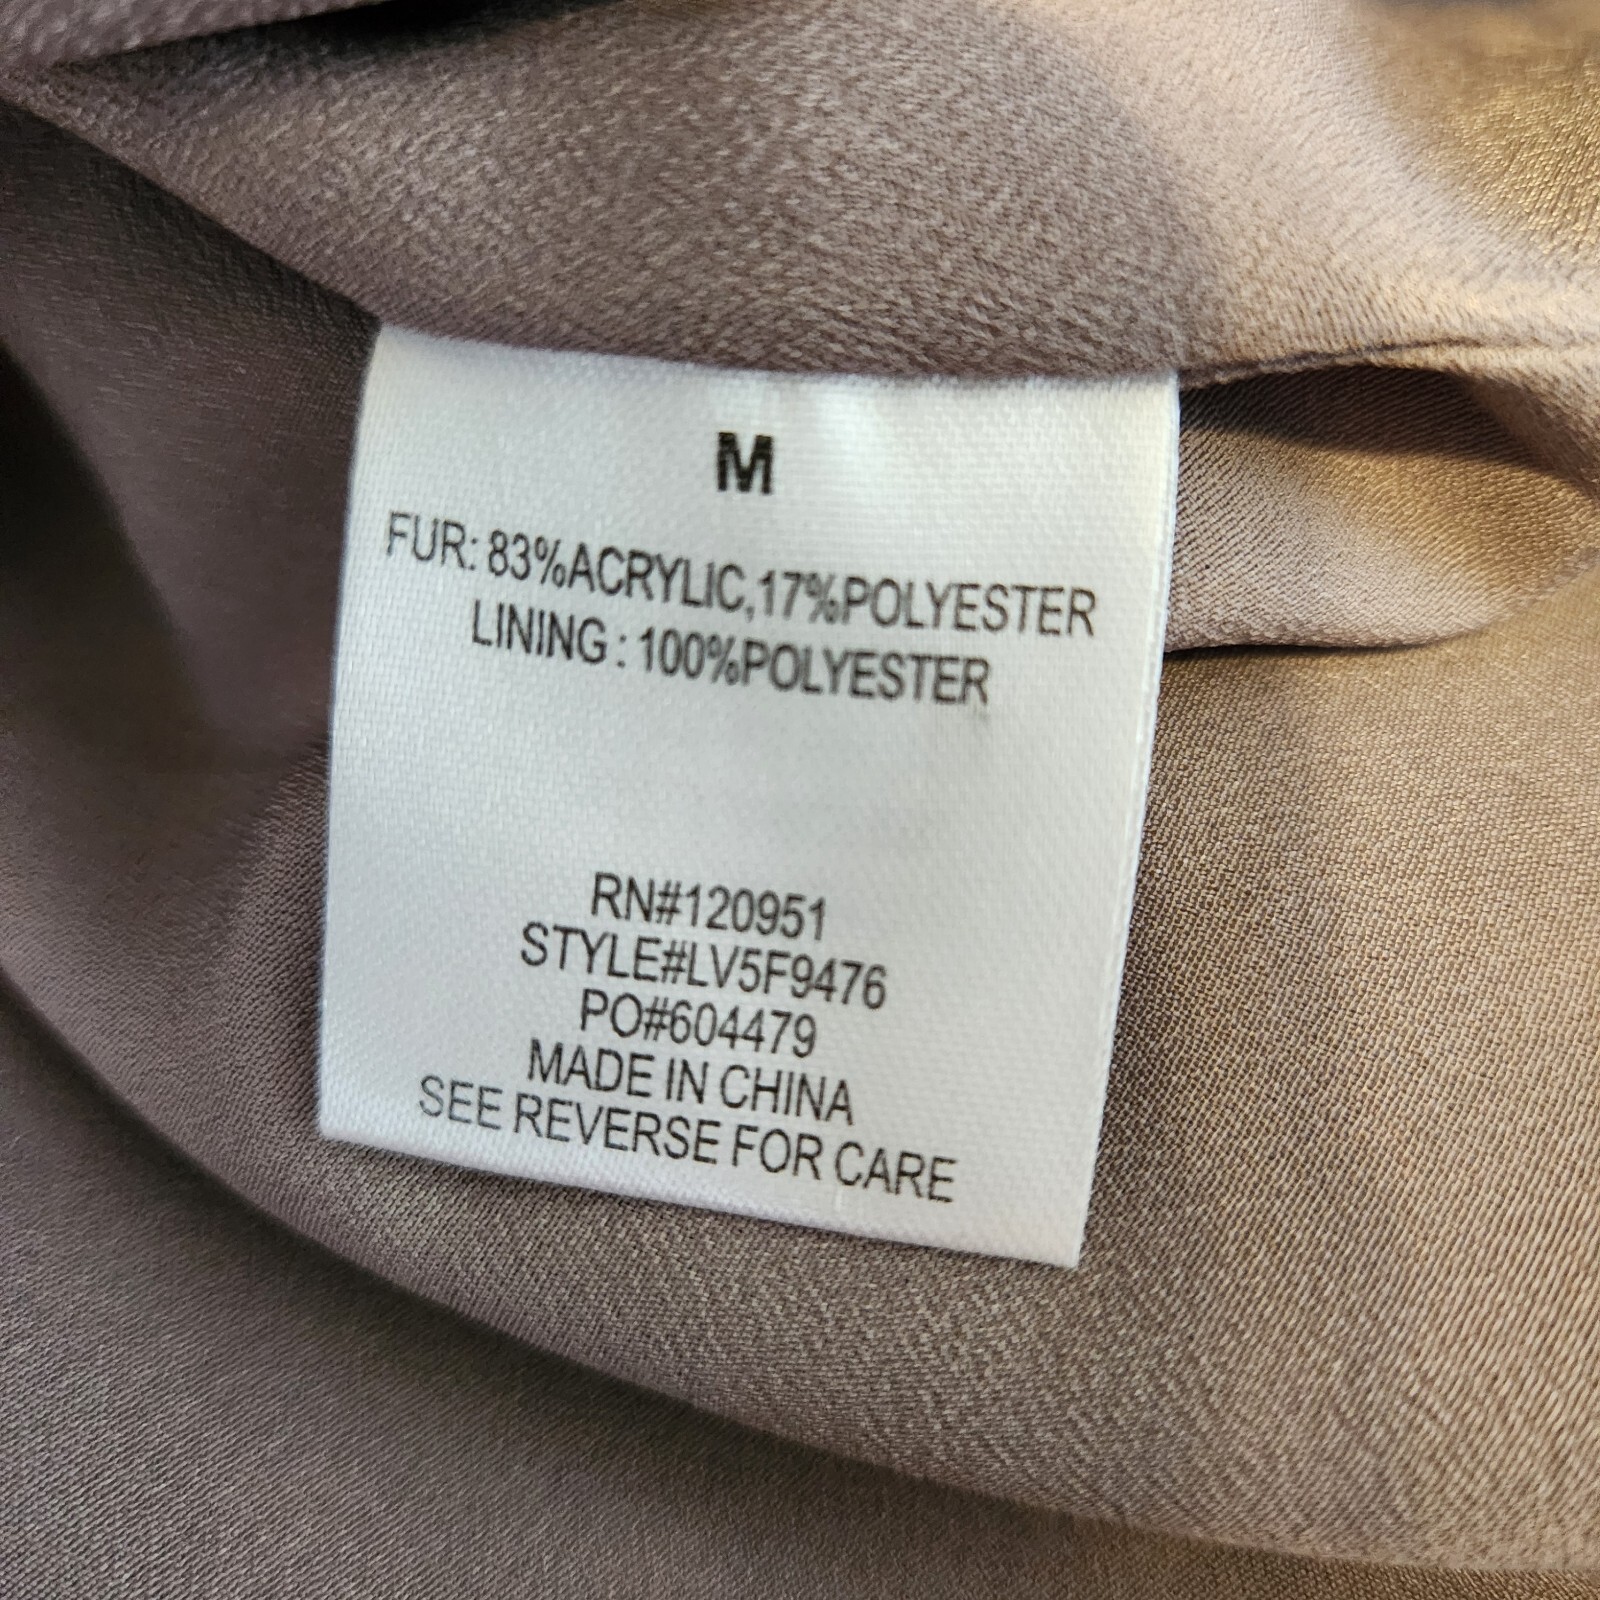 M
FUR: 83%ACRYLIC,17%POLYESTER
LINING : 100%POLYESTER
RN#120951
STYLE#LV5F9476
PO#604479
MADE IN CHINA
SEE REVERSE FOR CARE